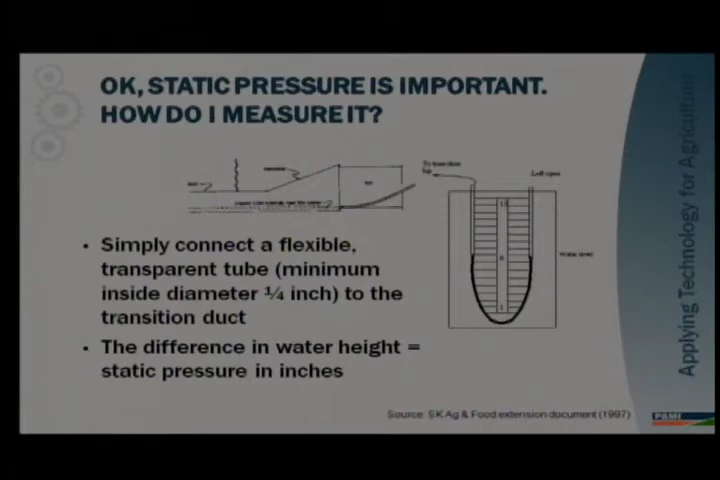 OK, STATIC PRESSURE IS IMPORTANT.
HOW DO I MEASURE IT?
Left open
Water level
• Simply connect a flexible,
transparent tube (minimum
inside diameter ¼ inch) to the
transition duct
• The difference in water height =
static pressure in inches
Source: SK Ag & Food extension document (1997)
PAMI
Applying Technology for Agriculture